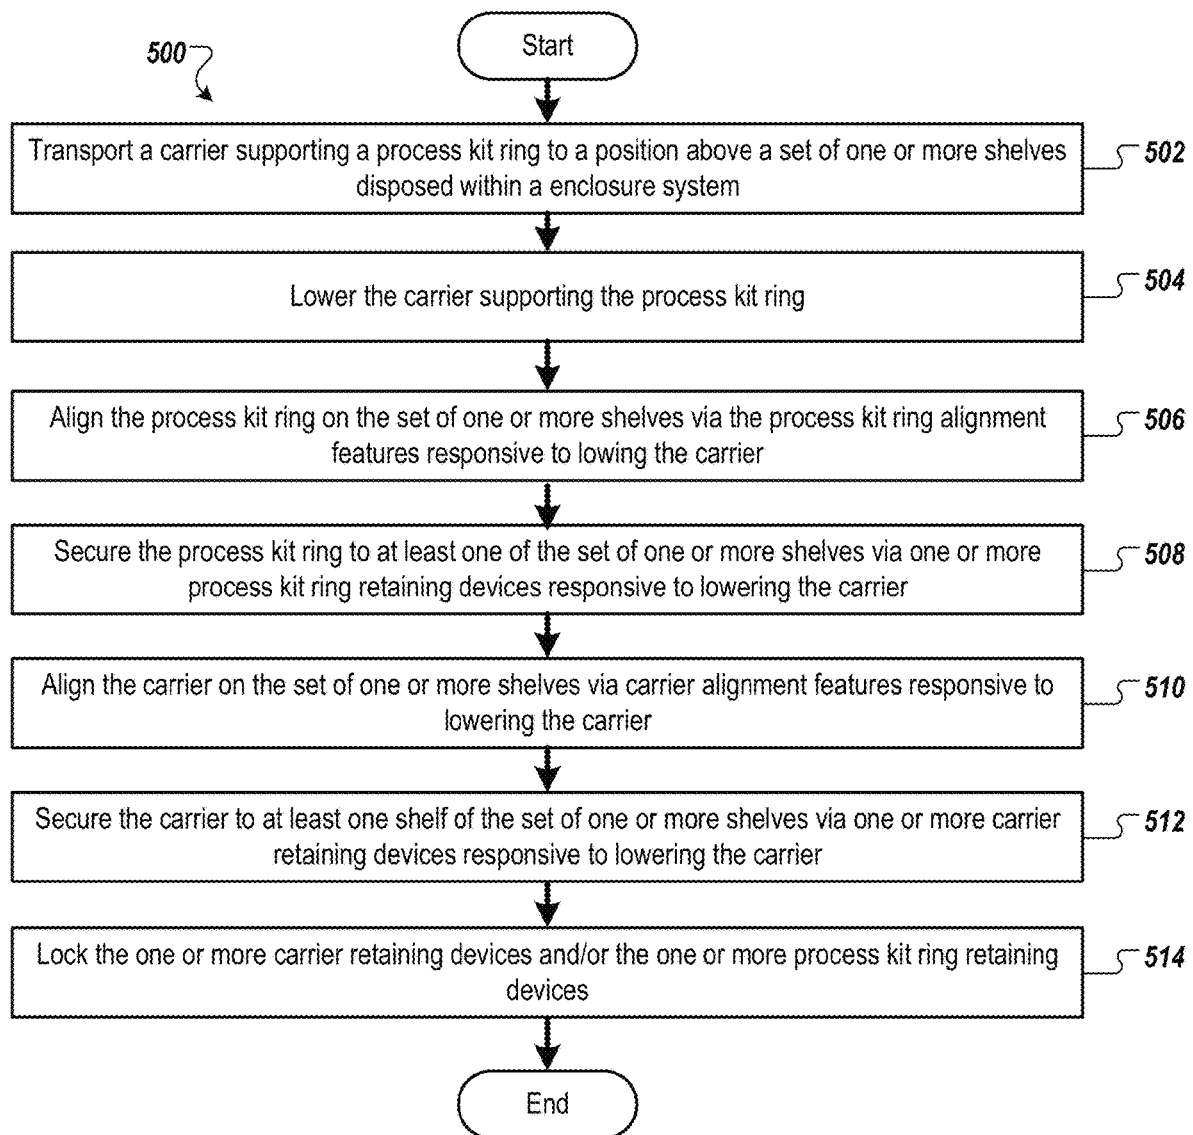 500
Start
Transport a carrier supporting a process kit ring to a position above a set of one or more shelves
disposed within a enclosure system
502
Lower the carrier supporting the process kit ring
504
Align the process kit ring on the set of one or more shelves via the process kit ring alignment
features responsive to lowing the carrier
506
Secure the process kit ring to at least one of the set of one or more shelves via one or more
process kit ring retaining devices responsive to lowering the carrier
508
Align the carrier on the set of one or more shelves via carrier alignment features responsive to
lowering the carrier
510
Secure the carrier to at least one shelf of the set of one or more shelves via one or more carrier
retaining devices responsive to lowering the carrier
512
Lock the one or more carrier retaining devices and/or the one or more process kit ring retaining
devices
514
End